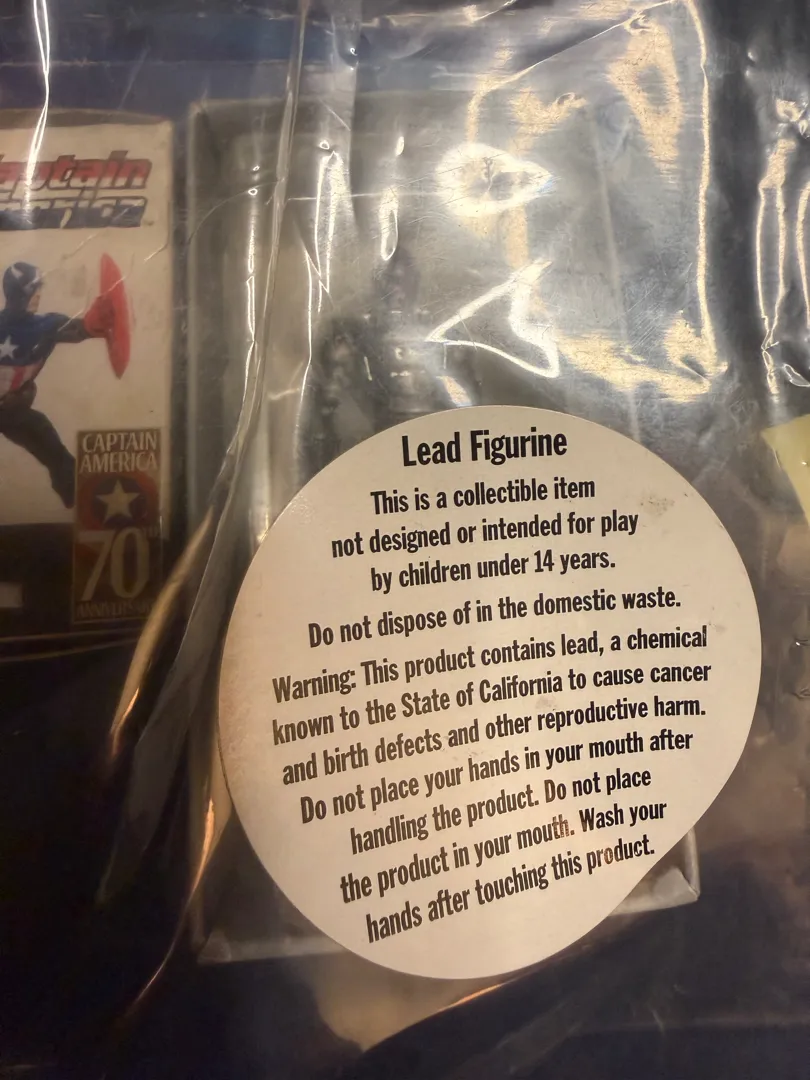 Captain
America
CAPTAIN
AMERICA
70th
ANNIVERSARY
Lead Figurine
This is a collectible item
not designed or intended for play
by children under 14 years.
Do not dispose of in the domestic waste.
Warning: This product contains lead, a chemical
known to the State of California to cause cancer
and birth defects and other reproductive harm.
Do not place your hands in your mouth after
handling the product. Do not place
the product in your mouth. Wash your
hands after touching this product.